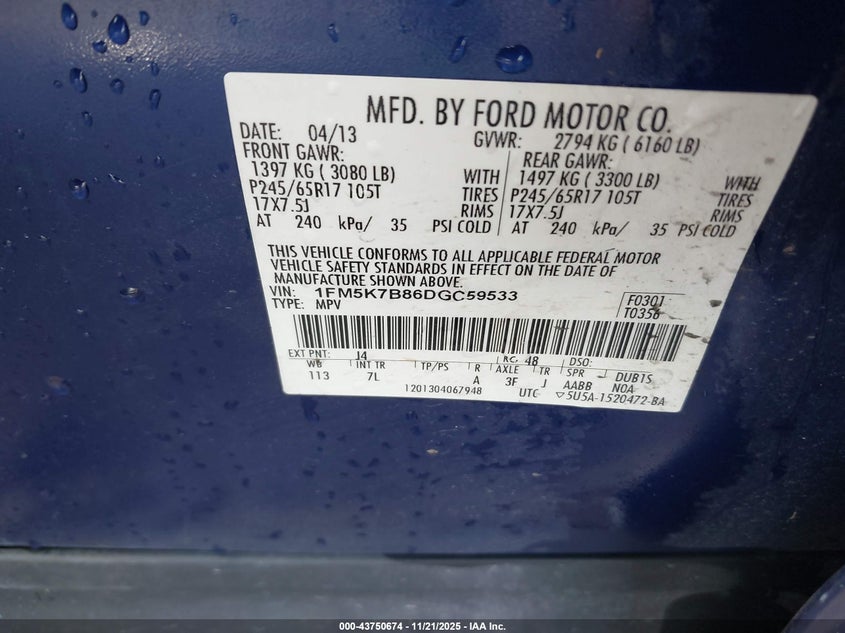 MFD. BY FORD MOTOR CO.
DATE: 04/13 GVWR: 2794 KG ( 6160 LB)
FRONT GAWR: REAR GAWR:
1397 KG ( 3080 LB) WITH 1497 KG ( 3300 LB) WITH
P245/65R17 105T TIRES P245/65R17 105T TIRES
17X7.5J RIMS 17X7.5J RIMS
AT 240 kPa/ 35 PSI COLD AT 240 kPa/ 35 PSI COLD
THIS VEHICLE CONFORMS TO ALL APPLICABLE FEDERAL MOTOR
VEHICLE SAFETY STANDARDS IN EFFECT ON THE DATE OF
MANUFACTURE SHOWN ABOVE.
VIN: 1FM5K7B86DGC59533 F0301
TYPE: MPV T0356
EXT PNT: J4 RC: 48 DSO:
WB INT TR TP/PS R AXLE TR SPR DUB1S
113 7L A 3F J AABB NOA
1201304067948 UTC ▽5U5A-1520472-BA
000-43750674 - 11/21/2025 - IAA Inc.